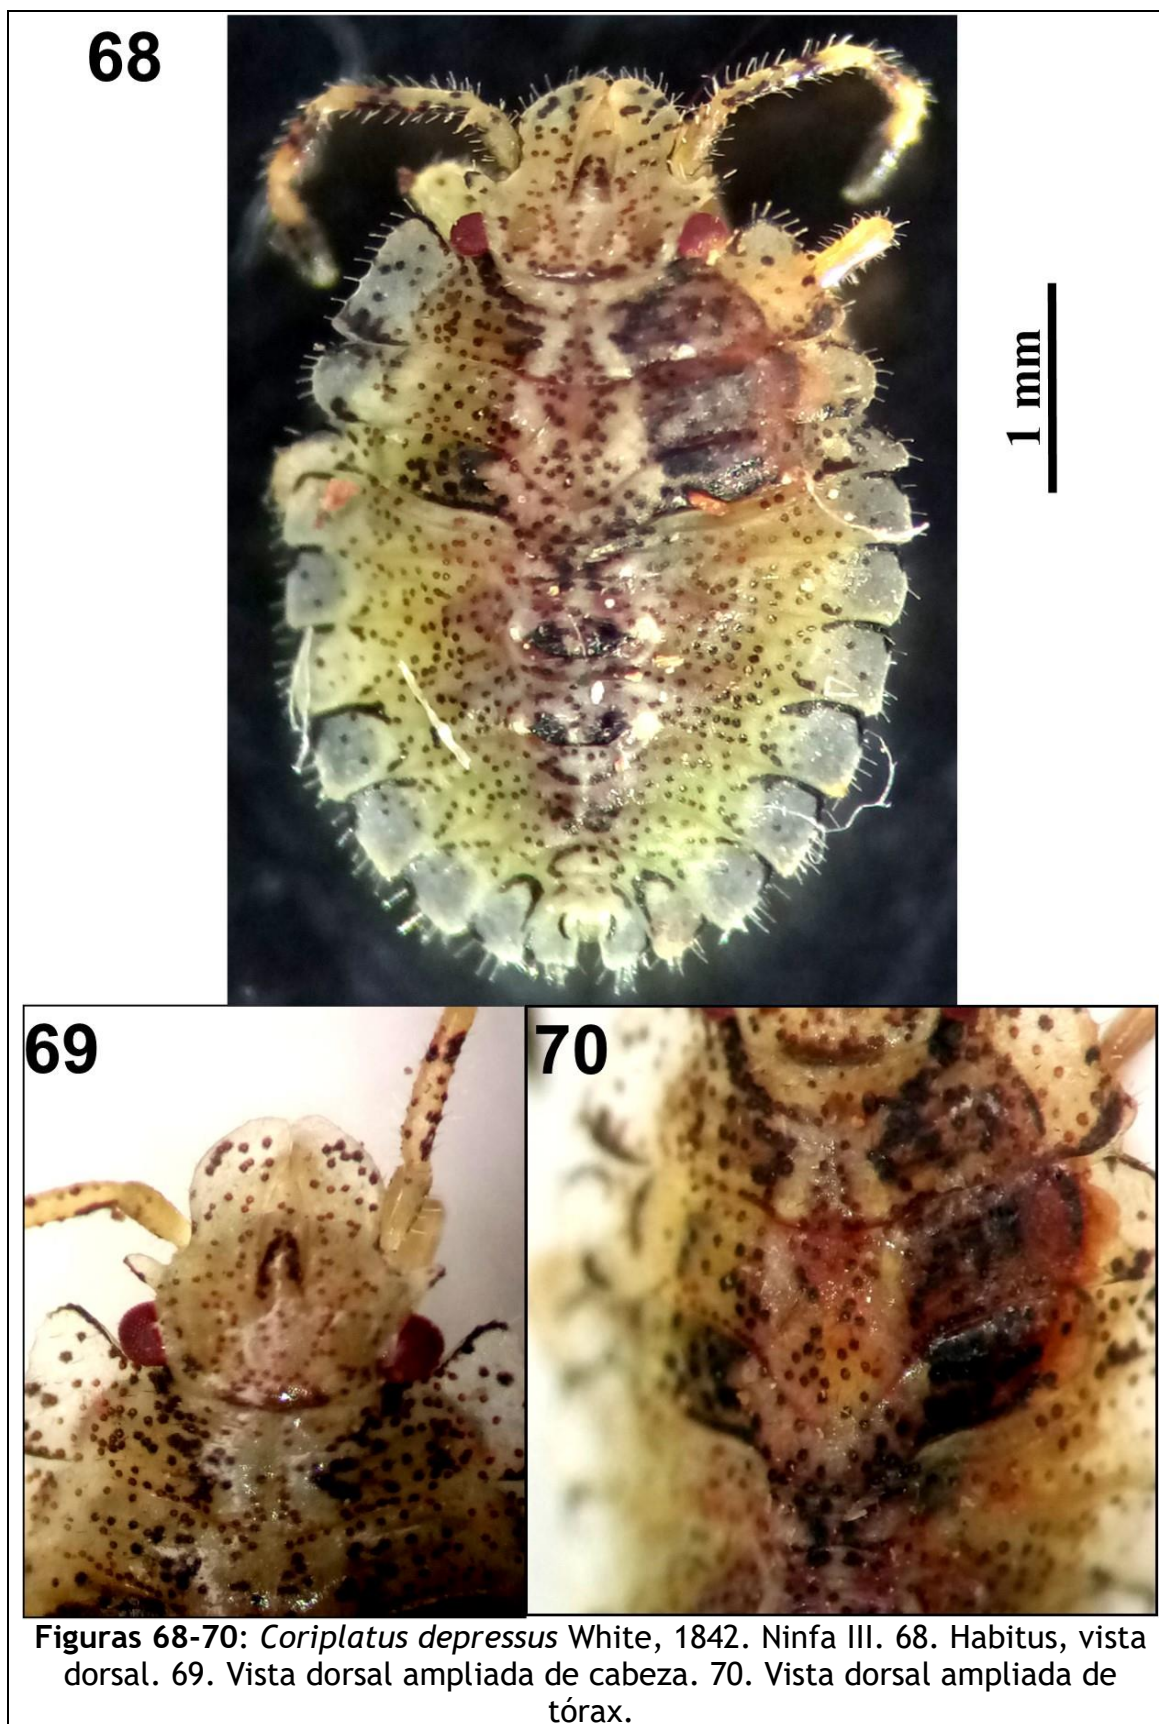 68
1 mm
69
70
Figuras 68-70: Coriplatus depressus White, 1842. Ninfa III. 68. Habitus, vista
dorsal. 69. Vista dorsal ampliada de cabeza. 70. Vista dorsal ampliada de
tórax.